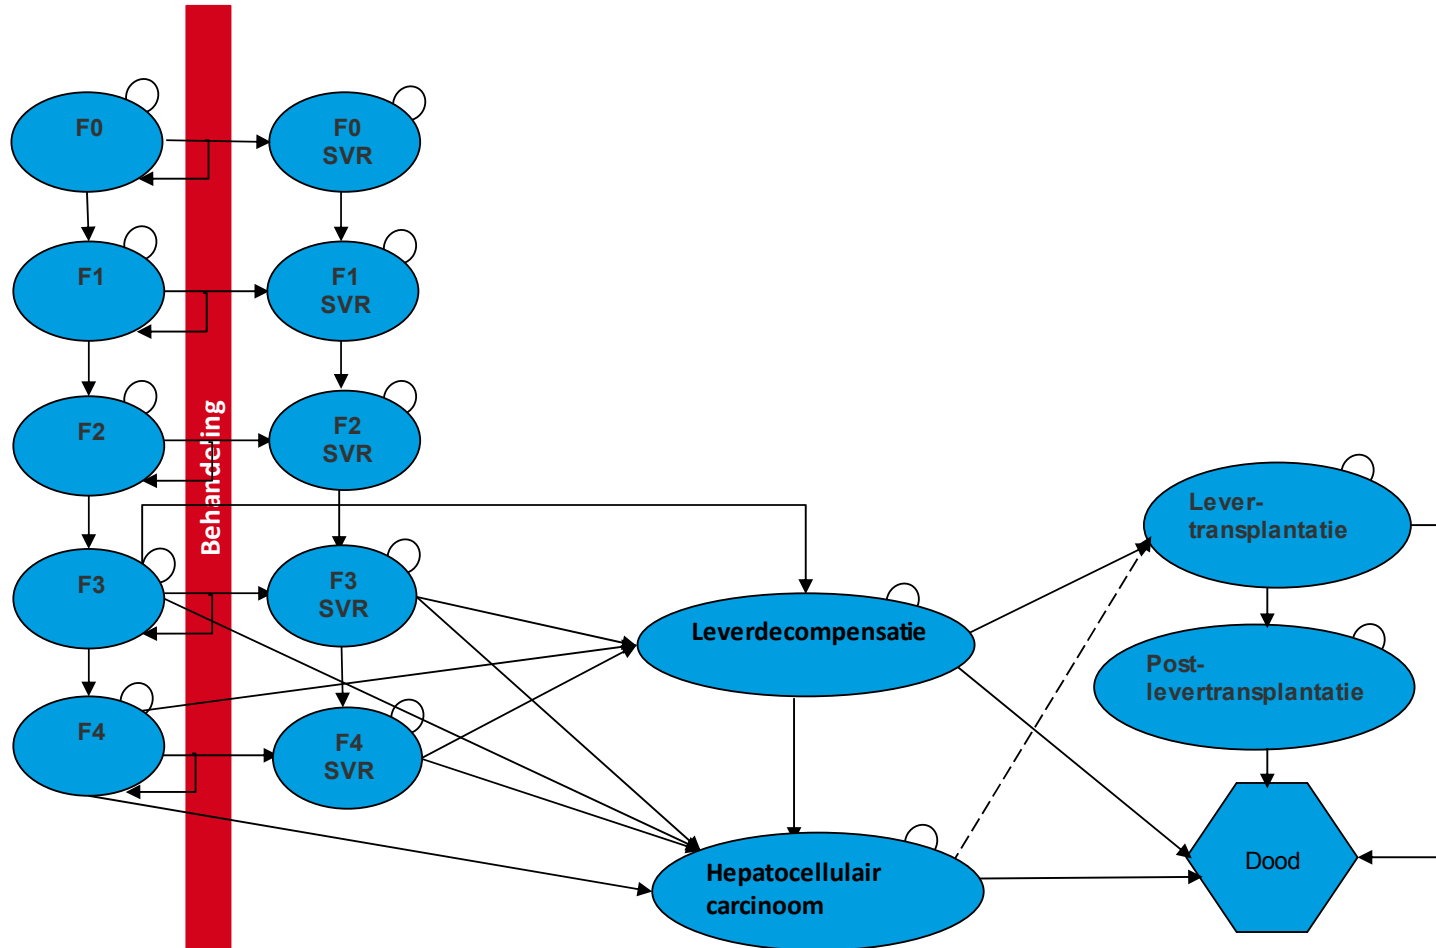 F0
F0
SVR
F1
F1
SVR
F2
F2
SVR
Behandeling
F3
F3
SVR
F4
F4
SVR
Leverdecompensatie
Hepatocellulair
carcinoom
Lever-
transplantatie
Post-
levertransplantatie
Dood